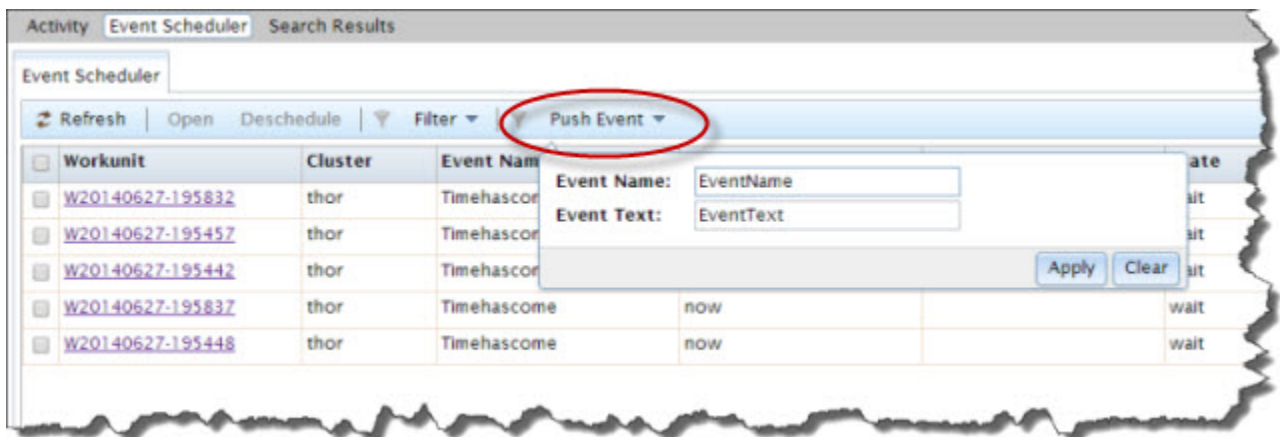 Activity Event Scheduler Search Results
Event Scheduler
Refresh Open Deschedule Filter Push Event
Workunit Cluster Event Nam ate
Event Name: EventName
W20140627-195832 thor Timehascom ait
Event Text: EventText
W20140627-195457 thor Timehascor ait
W20140627-195442 thor Timehascor Apply Clear ait
W20140627-195837 thor Timehascome now wait
W20140627-195448 thor Timehascome now wait